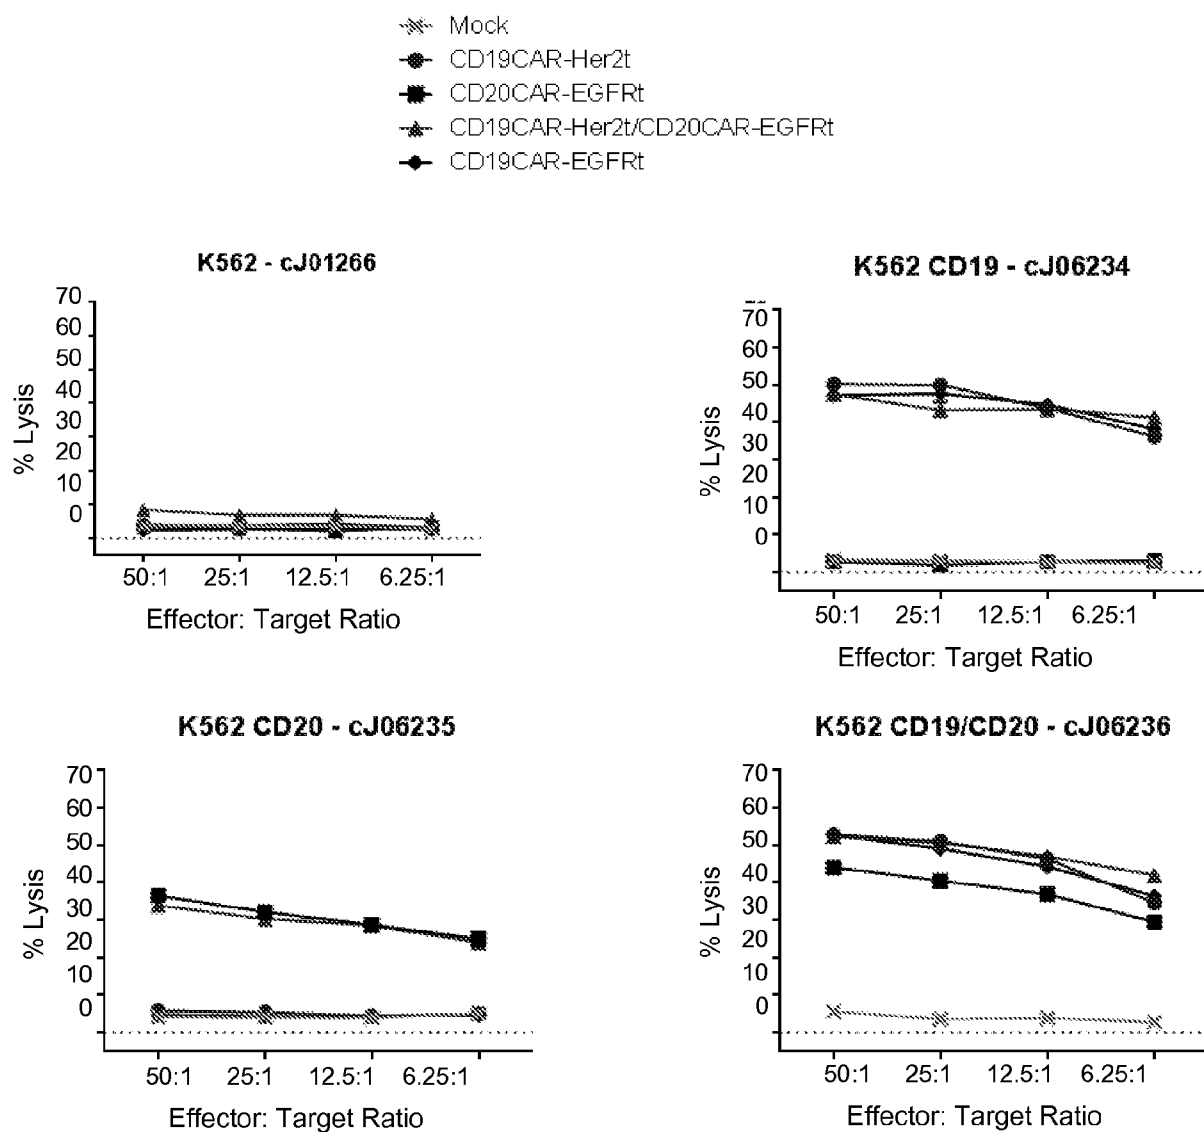 Mock
CD19CAR-Her2t
CD20CAR-EGFRt
CD19CAR-Her2t/CD20CAR-EGFRt
CD19CAR-EGFRt
K562 - cJ01266
70
60
50
40
30
20
10
0
% Lysis
50:1 25:1 12.5:1 6.25:1
Effector: Target Ratio
K562 CD19 - cJ06234
70
60
50
40
30
20
10
0
% Lysis
50:1 25:1 12.5:1 6.25:1
Effector: Target Ratio
K562 CD20 - cJ06235
70
60
50
40
30
20
10
0
% Lysis
50:1 25:1 12.5:1 6.25:1
Effector: Target Ratio
K562 CD19/CD20 - cJ06236
70
60
50
40
30
20
10
0
% Lysis
50:1 25:1 12.5:1 6.25:1
Effector: Target Ratio